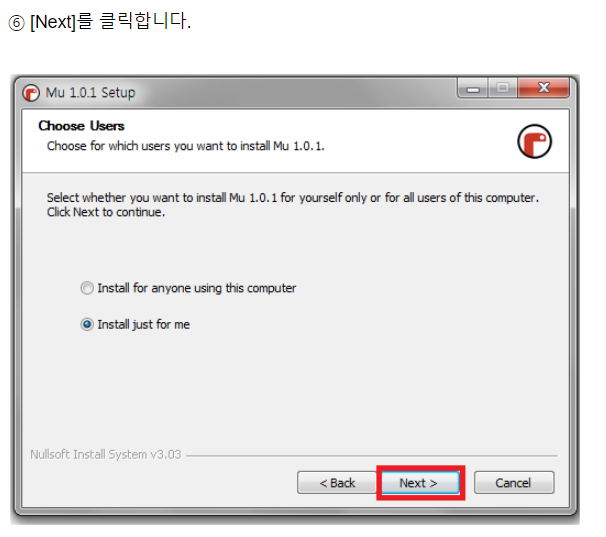 ⑥ [Next]를 클릭합니다.
Mu 1.0.1 Setup
Choose Users
Choose for which users you want to install Mu 1.0.1.
Select whether you want to install Mu 1.0.1 for yourself only or for all users of this computer.
Click Next to continue.
Install for anyone using this computer
Install just for me
Nullsoft Install System v3.03
< Back Next > Cancel